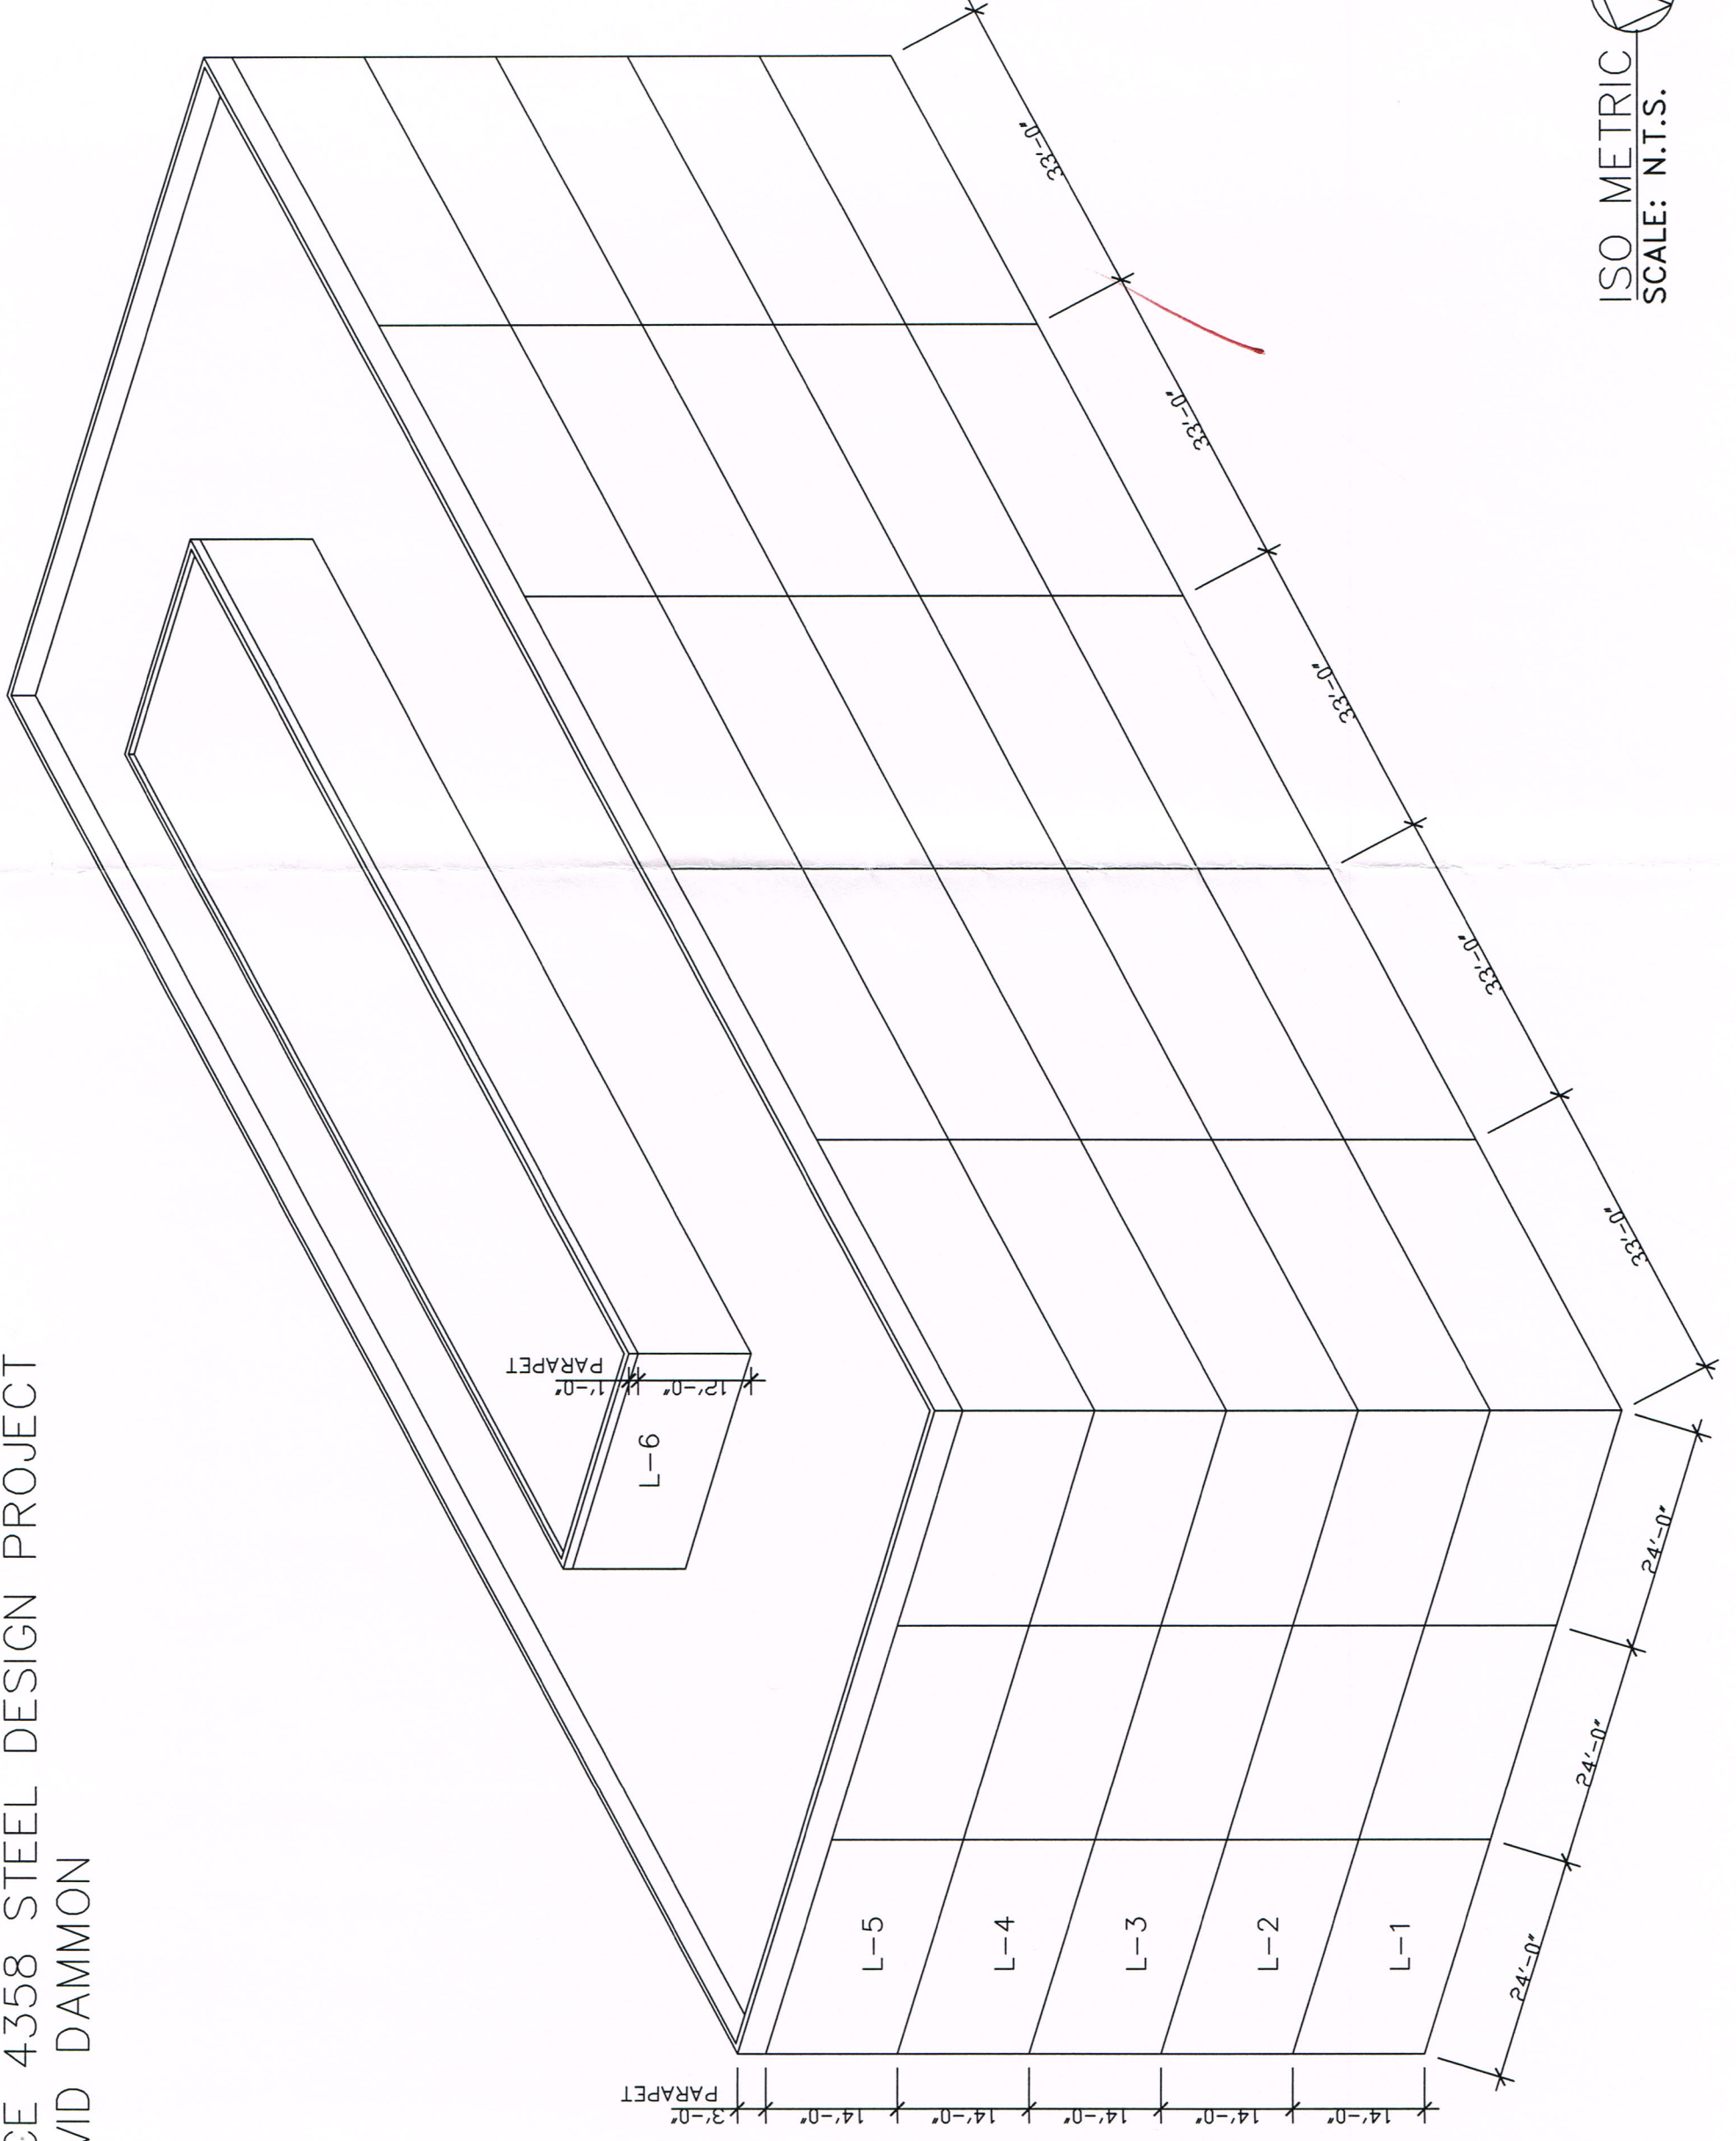 CE 4358 STEEL DESIGN PROJECT
VID DAMMON
PARAPET
1'-0"
12'-0"
L-6
L-5
L-4
L-3
L-2
L-1
PARAPET
3'-0"
14'-0"
14'-0"
14'-0"
14'-0"
14'-0"
24'-0"
24'-0"
24'-0"
33'-0"
33'-0"
33'-0"
33'-0"
33'-0"
ISO METRIC
SCALE: N.T.S.